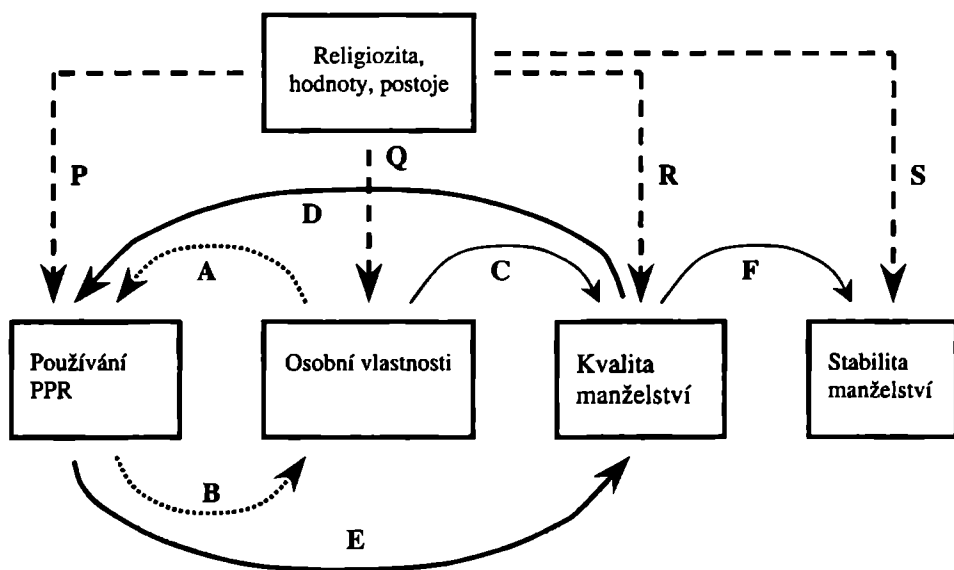 Religiozita,
hodnoty, postoje
P
Q
R
S
D
A
C
F
Používání
PPR
Osobní vlastnosti
Kvalita
manželství
Stabilita
manželství
B
E